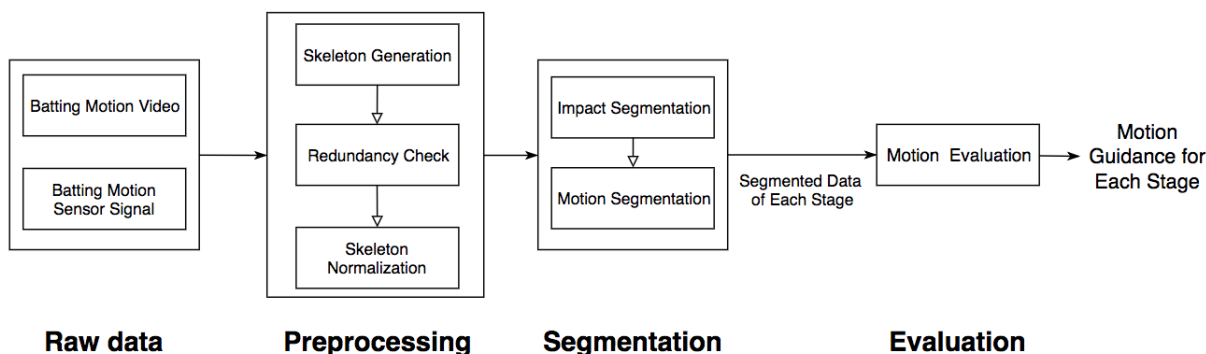 Batting Motion Video
Batting Motion
Sensor Signal
Raw data
Skeleton Generation
Redundancy Check
Skeleton
Normalization
Preprocessing
Impact Segmentation
Motion Segmentation
Segmentation
Segmented Data
of Each Stage
Motion Evaluation
Evaluation
Motion
Guidance for
Each Stage